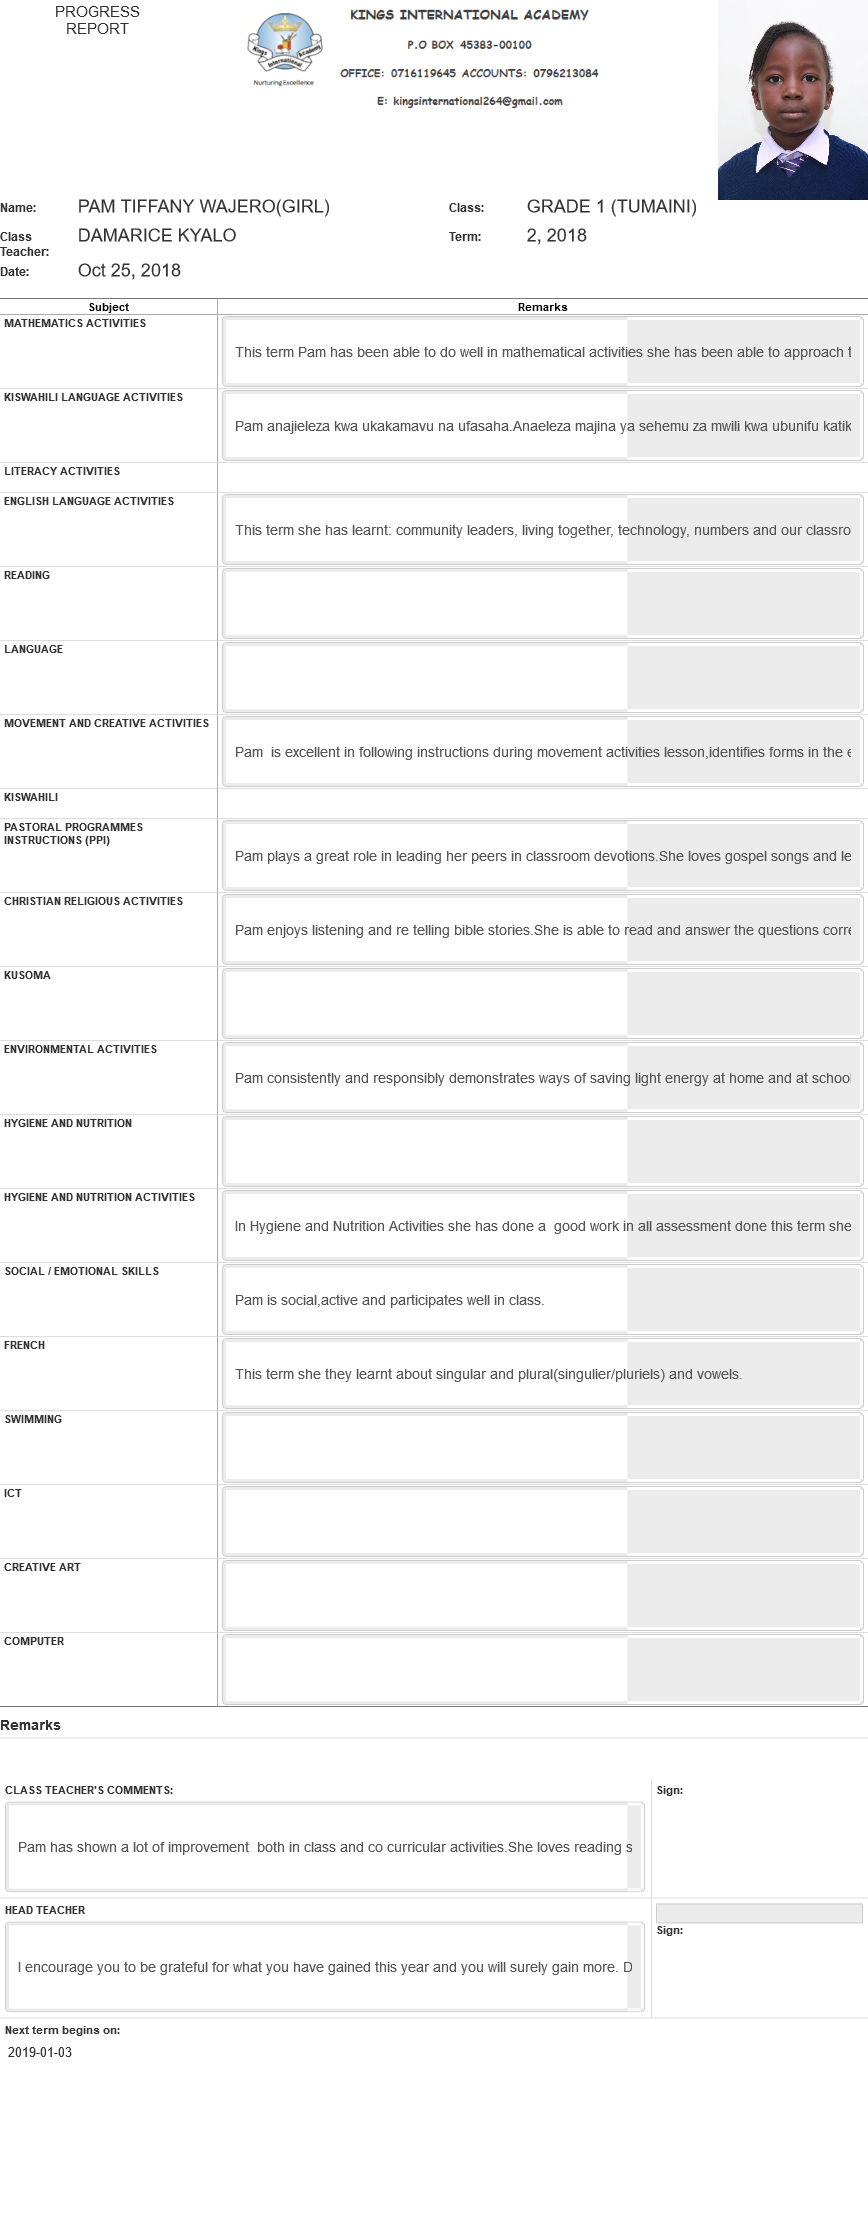 PROGRESS
REPORT
KINGS INTERNATIONAL ACADEMY
P.O BOX 45383-00100
OFFICE: 0716119645 ACCOUNTS: 0796213084
E: kingsinternational264@gmail.com
Kings International Academy
Nurturing Excellence
Name: PAM TIFFANY WAJERO(GIRL) Class: GRADE 1 (TUMAINI)
Class Teacher: DAMARICE KYALO Term: 2, 2018
Date: Oct 25, 2018
Subject Remarks
MATHEMATICS ACTIVITIES
This term Pam has been able to do well in mathematical activities she has been able to approach
KISWAHILI LANGUAGE ACTIVITIES
Pam anajieleza kwa ukakamavu na ufasaha.Anaeleza majina ya sehemu za mwili kwa ubunifu katik
LITERACY ACTIVITIES
ENGLISH LANGUAGE ACTIVITIES
This term she has learnt: community leaders, living together, technology, numbers and our classro
READING
LANGUAGE
MOVEMENT AND CREATIVE ACTIVITIES
Pam is excellent in following instructions during movement activities lesson,identifies forms in the
KISWAHILI
PASTORAL PROGRAMMES
INSTRUCTIONS (PPI)
Pam plays a great role in leading her peers in classroom devotions.She loves gospel songs and le
CHRISTIAN RELIGIOUS ACTIVITIES
Pam enjoys listening and re telling bible stories.She is able to read and answer the questions corre
KUSOMA
ENVIRONMENTAL ACTIVITIES
Pam consistently and responsibly demonstrates ways of saving light energy at home and at school
HYGIENE AND NUTRITION
HYGIENE AND NUTRITION ACTIVITIES
In Hygiene and Nutrition Activities she has done a good work in all assessment done this term she
SOCIAL / EMOTIONAL SKILLS
Pam is social,active and participates well in class.
FRENCH
This term she they learnt about singular and plural(singulier/pluriels) and vowels.
SWIMMING
ICT
CREATIVE ART
COMPUTER
Remarks
CLASS TEACHER'S COMMENTS: Sign:
Pam has shown a lot of improvement both in class and co curricular activities.She loves reading s
HEAD TEACHER
Sign:
I encourage you to be grateful for what you have gained this year and you will surely gain more. D
Next term begins on:
2019-01-03